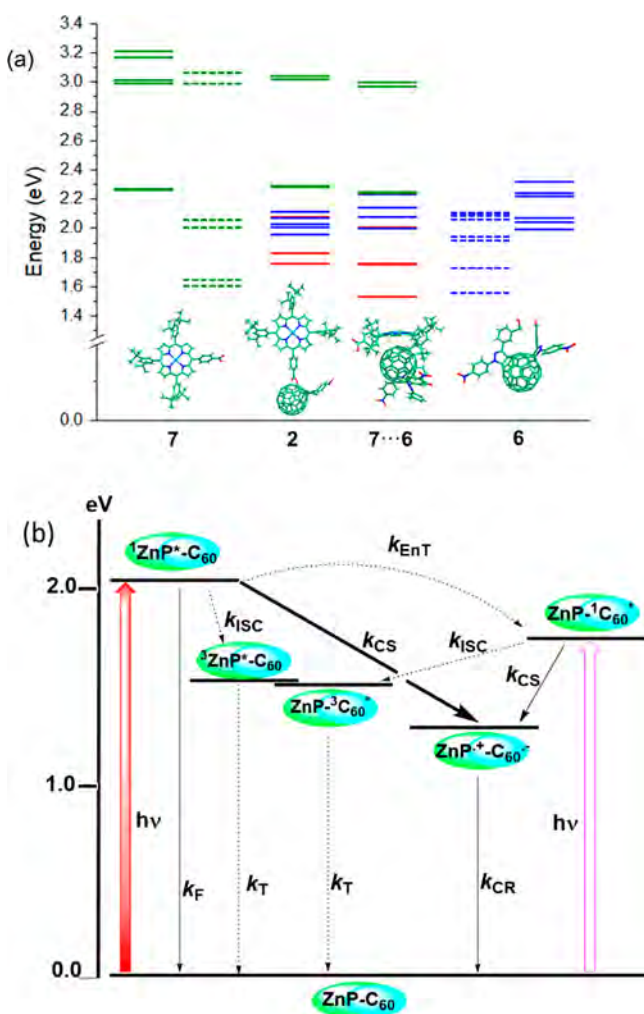 (a)
Energy (eV)
3.2
3.0
2.8
2.6
2.4
2.2
2.0
1.8
1.6
1.4
0.0
7
2
7···6
6
(b)
eV
2.0
1.0
0.0
¹ZnP*-C₆₀
k_EnT
k_ISC
k_CS
k_ISC
ZnP-¹C₆₀*
³ZnP*-C₆₀
k_CS
ZnP-³C₆₀*
ZnP·⁺-C₆₀·⁻
hν
k_F
k_T
k_T
k_CR
hν
ZnP-C₆₀